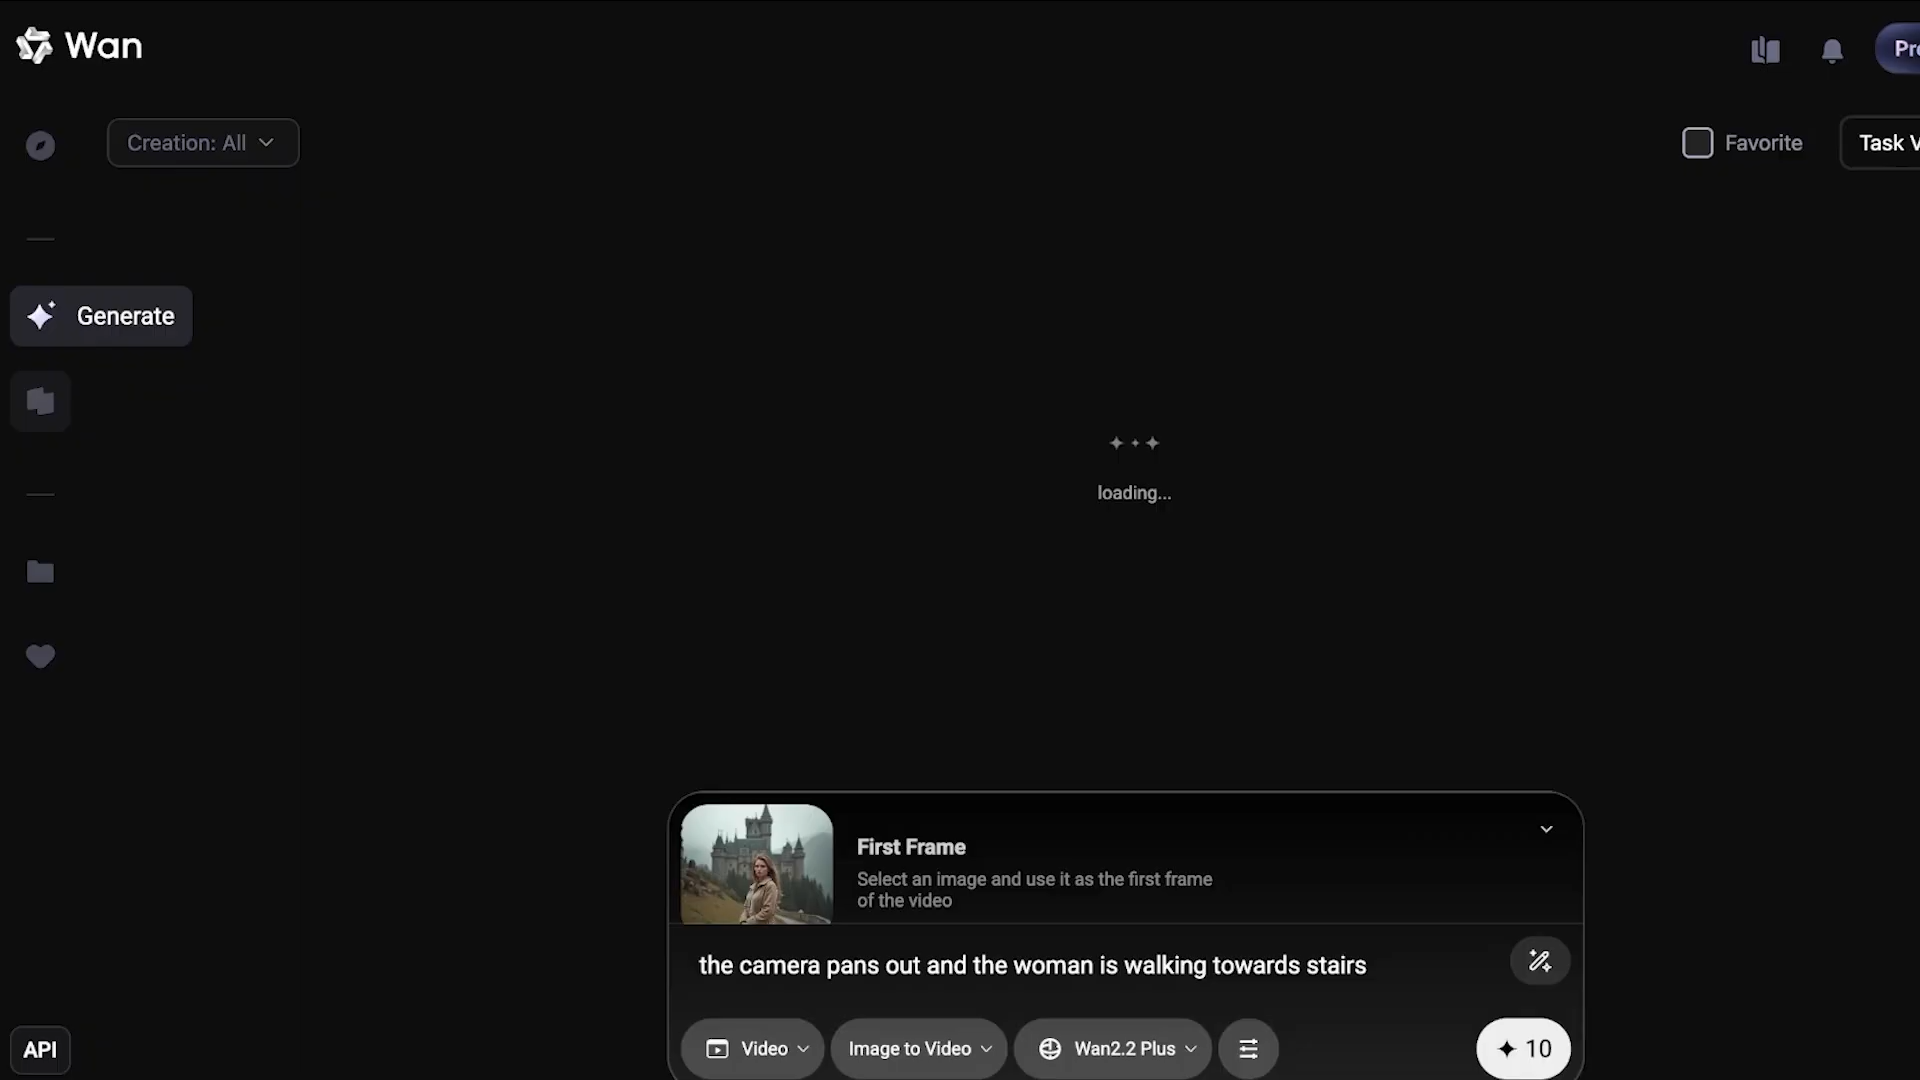 Wan
Pr
Creation: All
Favorite
Task V
Generate
loading...
First Frame
Select an image and use it as the first frame
of the video
the camera pans out and the woman is walking towards stairs
API
Video
Image to Video
Wan2.2 Plus
10